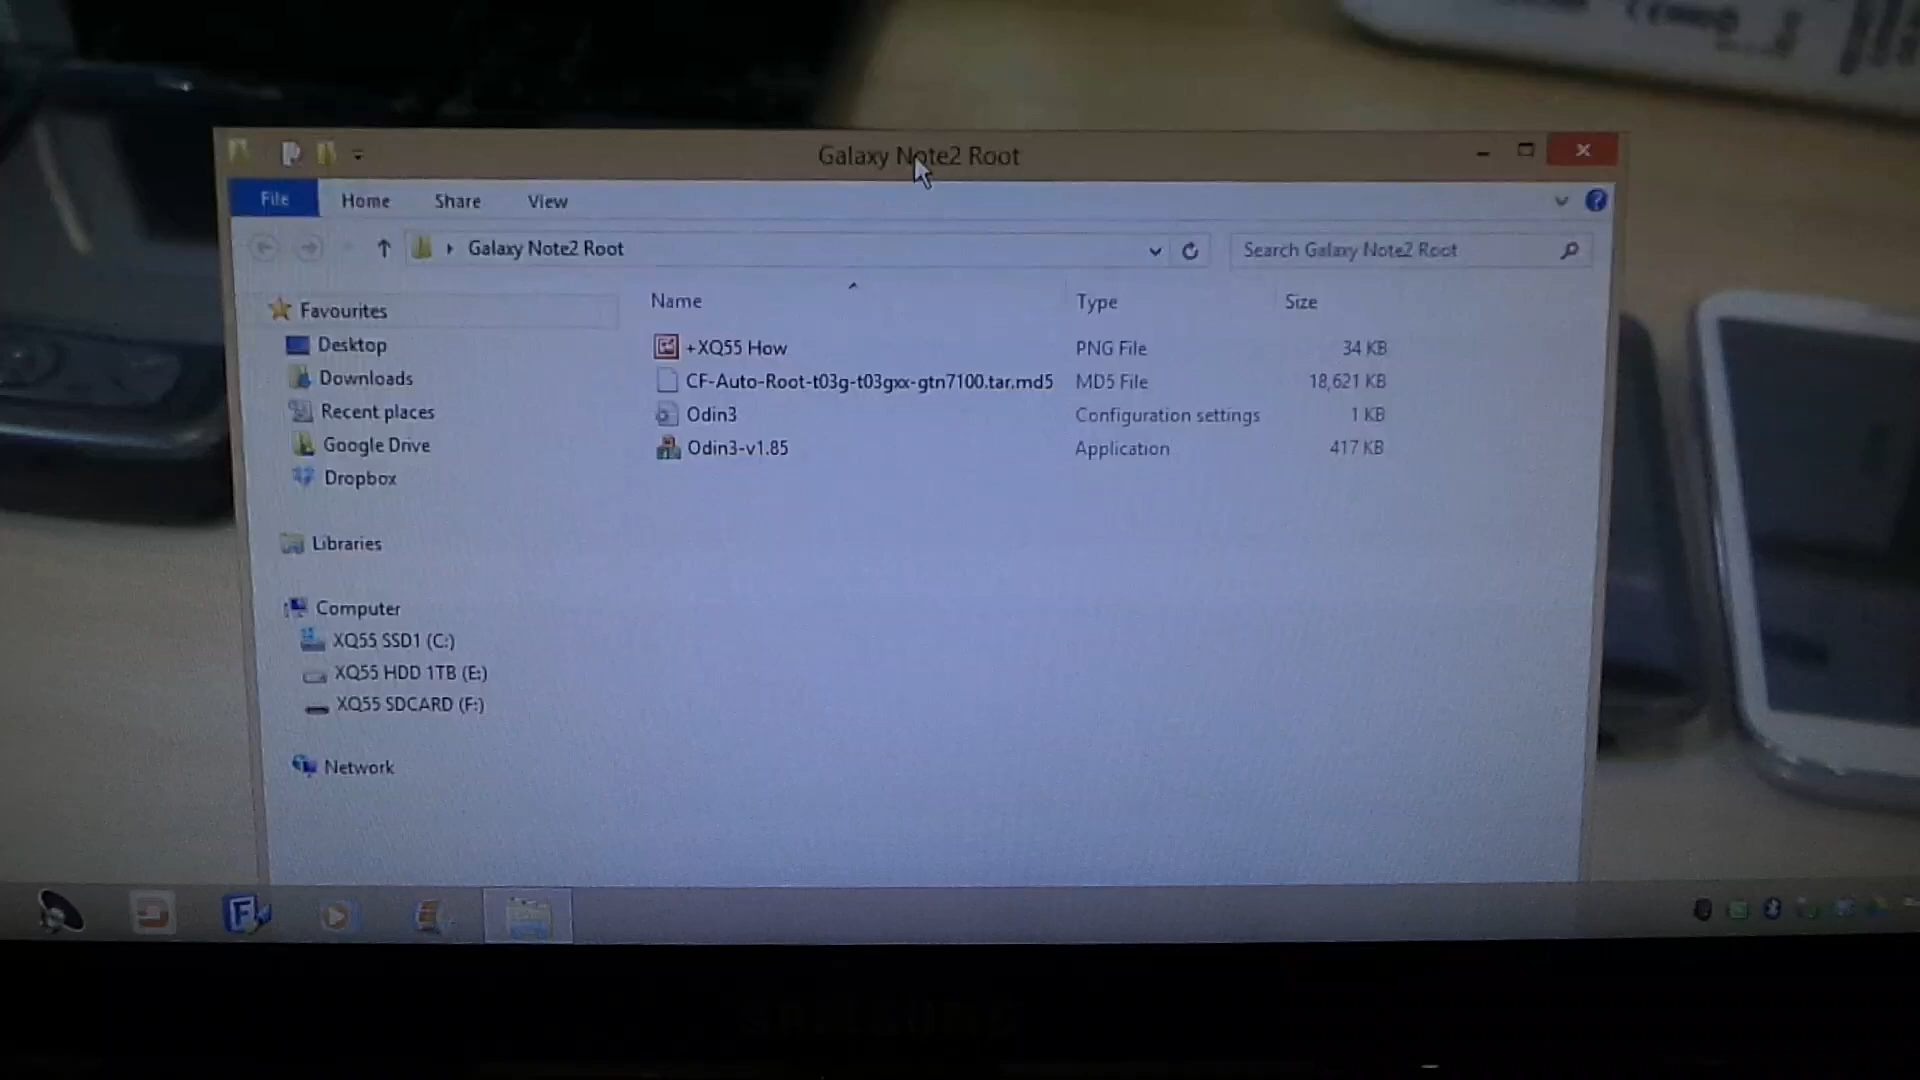 Galaxy Note2 Root
File Home Share View
Galaxy Note2 Root Search Galaxy Note2 Root
Name Type Size
Favourites
Desktop
Downloads
Recent places
Google Drive
Dropbox
Libraries
Computer
XQ55 SSD1 (C:)
XQ55 HDD 1TB (E:)
XQ55 SDCARD (F:)
Network
+XQ55 How PNG File 34 KB
CF-Auto-Root-t03g-t03gxx-gtn7100.tar.md5 MD5 File 18,621 KB
Odin3 Configuration settings 1 KB
Odin3-v1.85 Application 417 KB
SAMSUNG